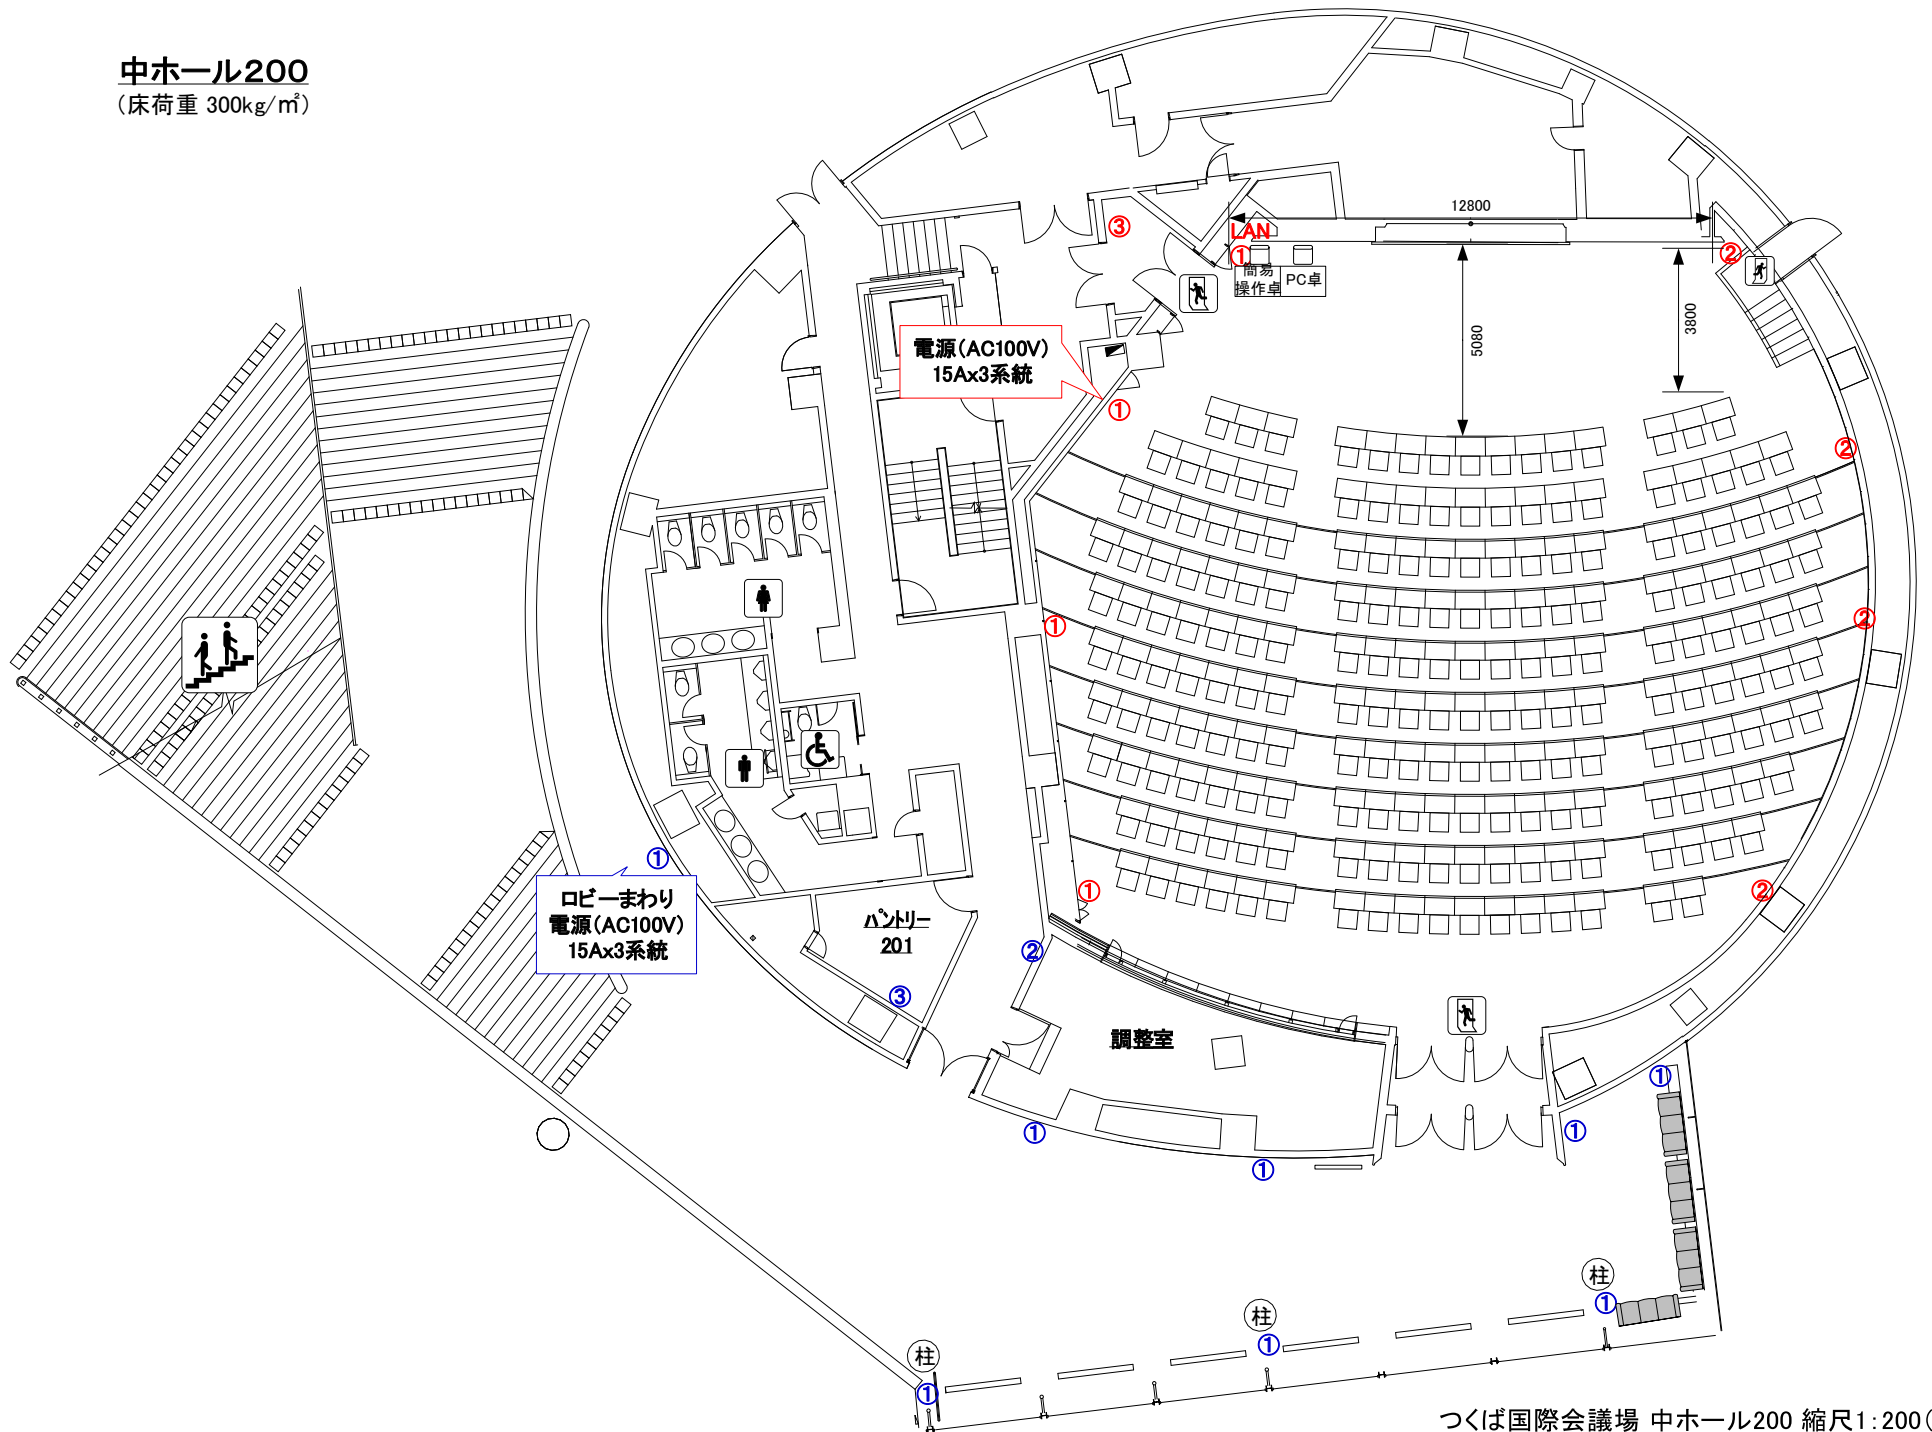 中ホール200
(床荷重 300kg/㎡)
12800
③
LAN
①
②
簡易
操作卓
PC卓
5080
3800
電源(AC100V)
15Ax3系統
①
②
①
②
①
②
①
ロビーまわり
電源(AC100V)
15Ax3系統
パントリー
201
②
③
調整室
①
①
①
①
柱
①
柱
①
柱
①
つくば国際会議場 中ホール200 縮尺1:200(